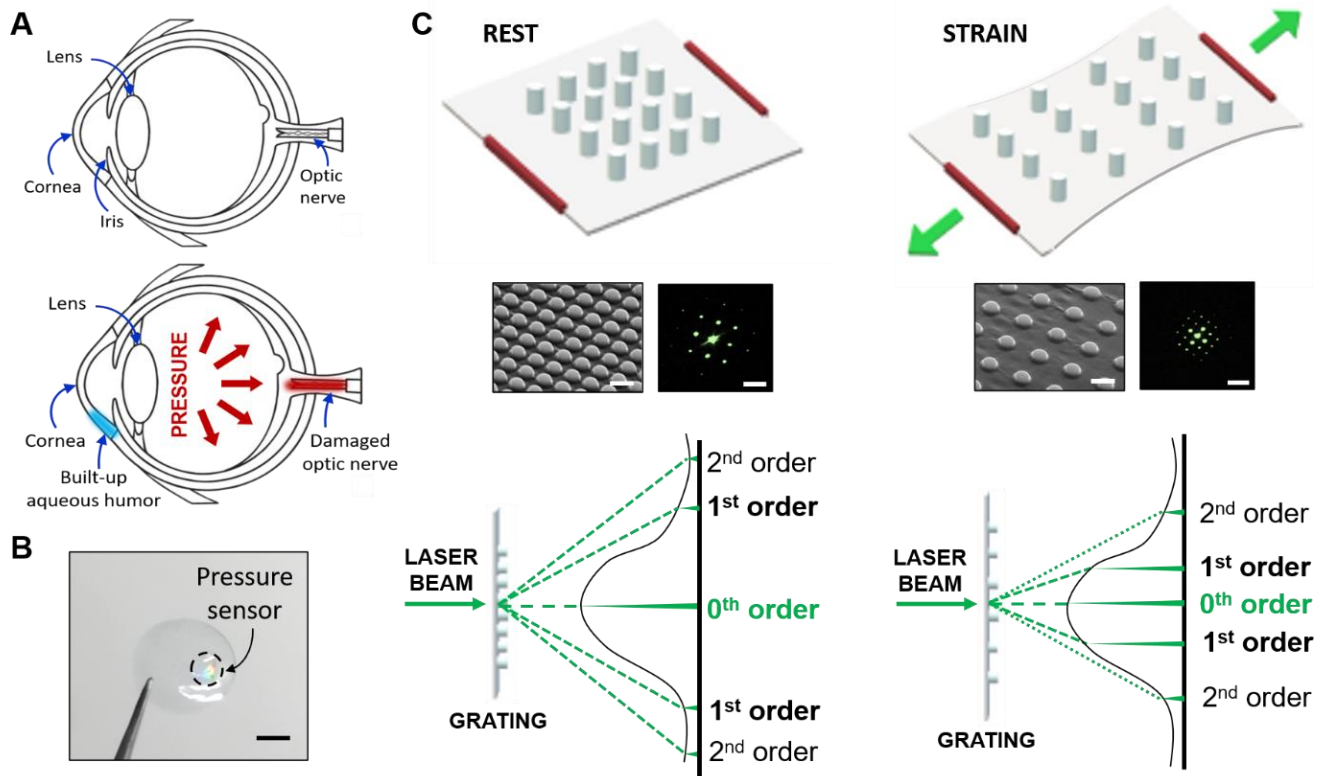 A
Lens
Cornea
Iris
Optic
nerve
Lens
PRESSURE
Cornea
Built-up
aqueous humor
Damaged
optic nerve
B
Pressure
sensor
C
REST
STRAIN
LASER
BEAM
GRATING
2nd order
1st order
0th order
1st order
2nd order
LASER
BEAM
GRATING
2nd order
1st order
0th order
1st order
2nd order